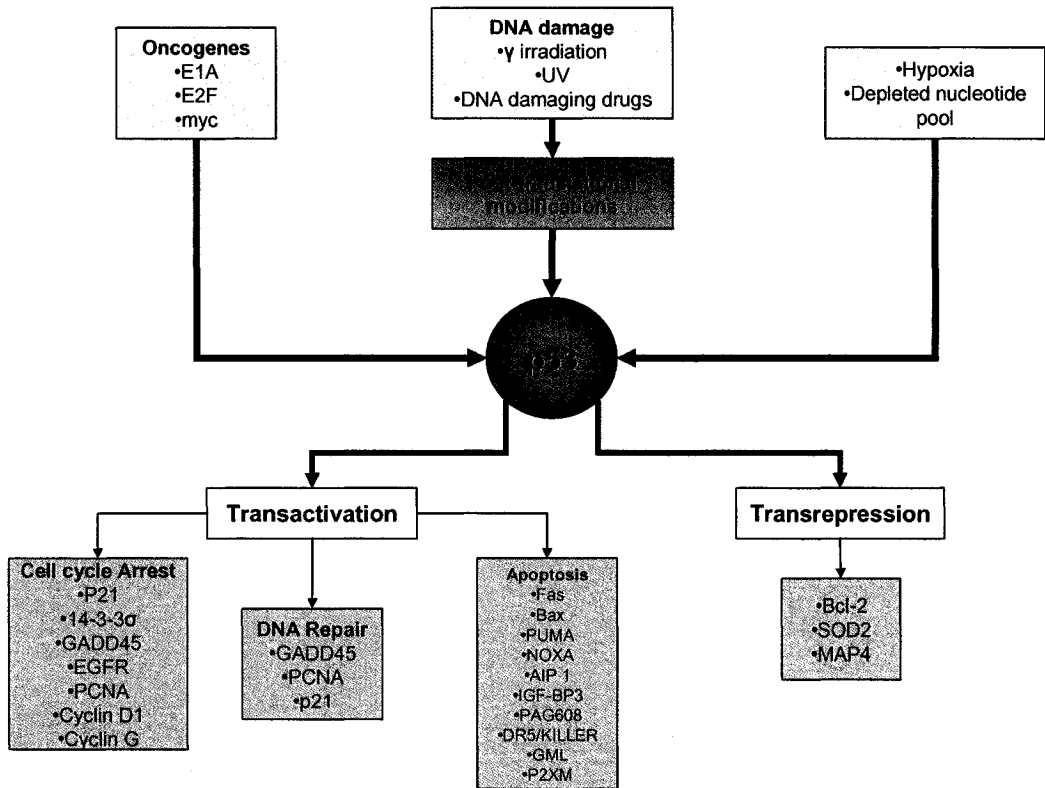 Oncogenes
•E1A
•E2F
•myc
DNA damage
•γ irradiation
•UV
•DNA damaging drugs
•Hypoxia
•Depleted nucleotide
pool
modifications
p53
Transactivation
Transrepression
Cell cycle Arrest
•P21
•14-3-3σ
•GADD45
•EGFR
•PCNA
•Cyclin D1
•Cyclin G
DNA Repair
•GADD45
•PCNA
•p21
Apoptosis
•Fas
•Bax
•PUMA
•NOXA
•AIP 1
•IGF-BP3
•PAG608
•DR5/KILLER
•GML
•P2XM
•Bcl-2
•SOD2
•MAP4